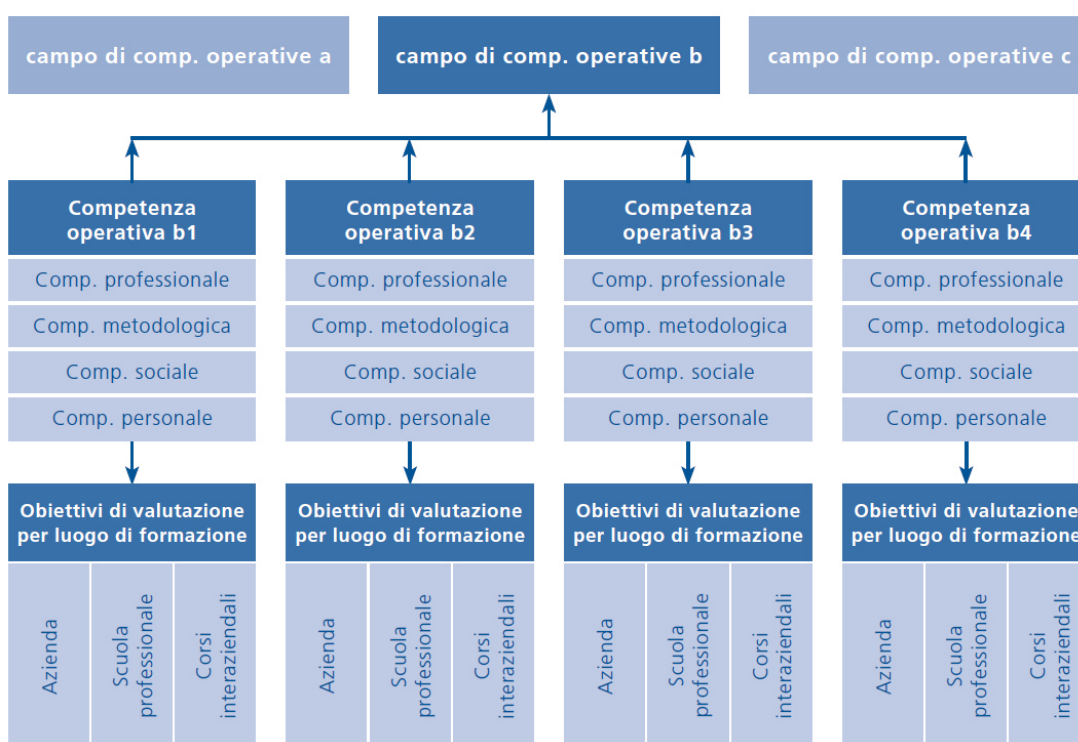 campo di comp. operative a
campo di comp. operative b
campo di comp. operative c
Competenza
operativa b1
Competenza
operativa b2
Competenza
operativa b3
Competenza
operativa b4
Comp. professionale
Comp. professionale
Comp. professionale
Comp. professionale
Comp. metodologica
Comp. metodologica
Comp. metodologica
Comp. metodologica
Comp. sociale
Comp. sociale
Comp. sociale
Comp. sociale
Comp. personale
Comp. personale
Comp. personale
Comp. personale
Obiettivi di valutazione
per luogo di formazione
Obiettivi di valutazione
per luogo di formazione
Obiettivi di valutazione
per luogo di formazione
Obiettivi di valutazione
per luogo di formazione
Azienda
Scuola
professionale
Corsi
interaziendali
Azienda
Scuola
professionale
Corsi
interaziendali
Azienda
Scuola
professionale
Corsi
interaziendali
Azienda
Scuola
professionale
Corsi
interaziendali